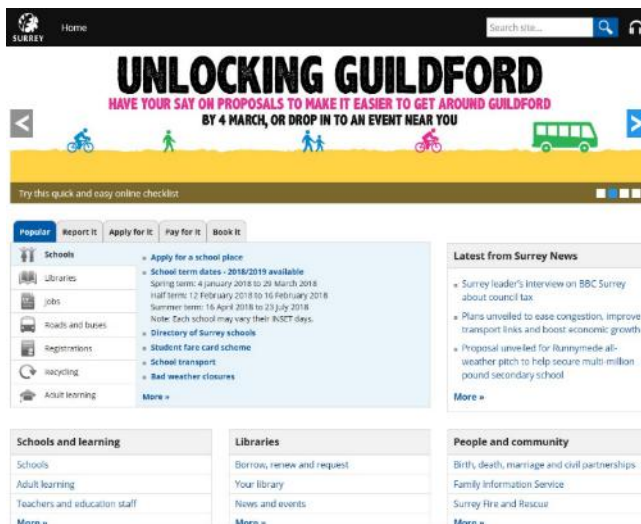 SURREY
Home
Search site...
UNLOCKING GUILDFORD
HAVE YOUR SAY ON PROPOSALS TO MAKE IT EASIER TO GET AROUND GUILDFORD
BY 4 MARCH, OR DROP IN TO AN EVENT NEAR YOU
Try this quick and easy online checklist
Popular
Report it
Apply for it
Pay for it
Book it
Schools
Libraries
Jobs
Roads and buses
Registrations
Recycling
Adult learning
» Apply for a school place
» School term dates - 2018/2019 available
Spring term: 4 January 2018 to 29 March 2018
Half term: 12 February 2018 to 16 February 2018
Summer term: 16 April 2018 to 23 July 2018
Note: Each school may vary their INSET days.
» Directory of Surrey schools
» Student fare card scheme
» School transport
» Bad weather closures
More »
Latest from Surrey News
» Surrey leader's interview on BBC Surrey
about council tax
» Plans unveiled to ease congestion, improve
transport links and boost economic growth
» Proposal unveiled for Runnymede all-
weather pitch to help secure multi-million
pound secondary school
More »
Schools and learning
Schools
Adult learning
Teachers and education staff
More »
Libraries
Borrow, renew and request
Your library
News and events
More »
People and community
Birth, death, marriage and civil partnerships
Family Information Service
Surrey Fire and Rescue
More »